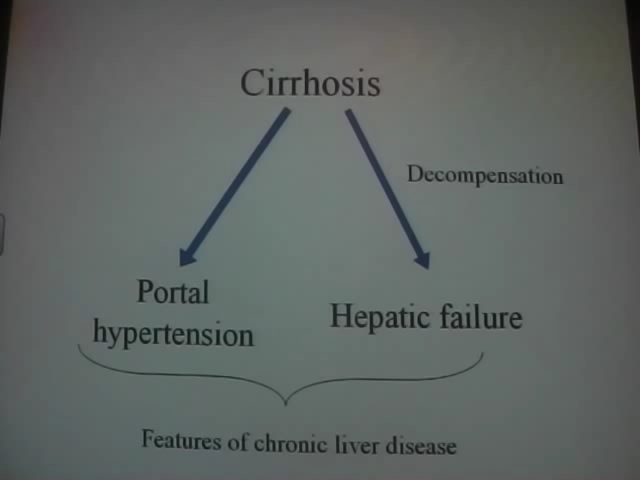 Cirrhosis
Decompensation
Portal
hypertension
Hepatic failure
Features of chronic liver disease